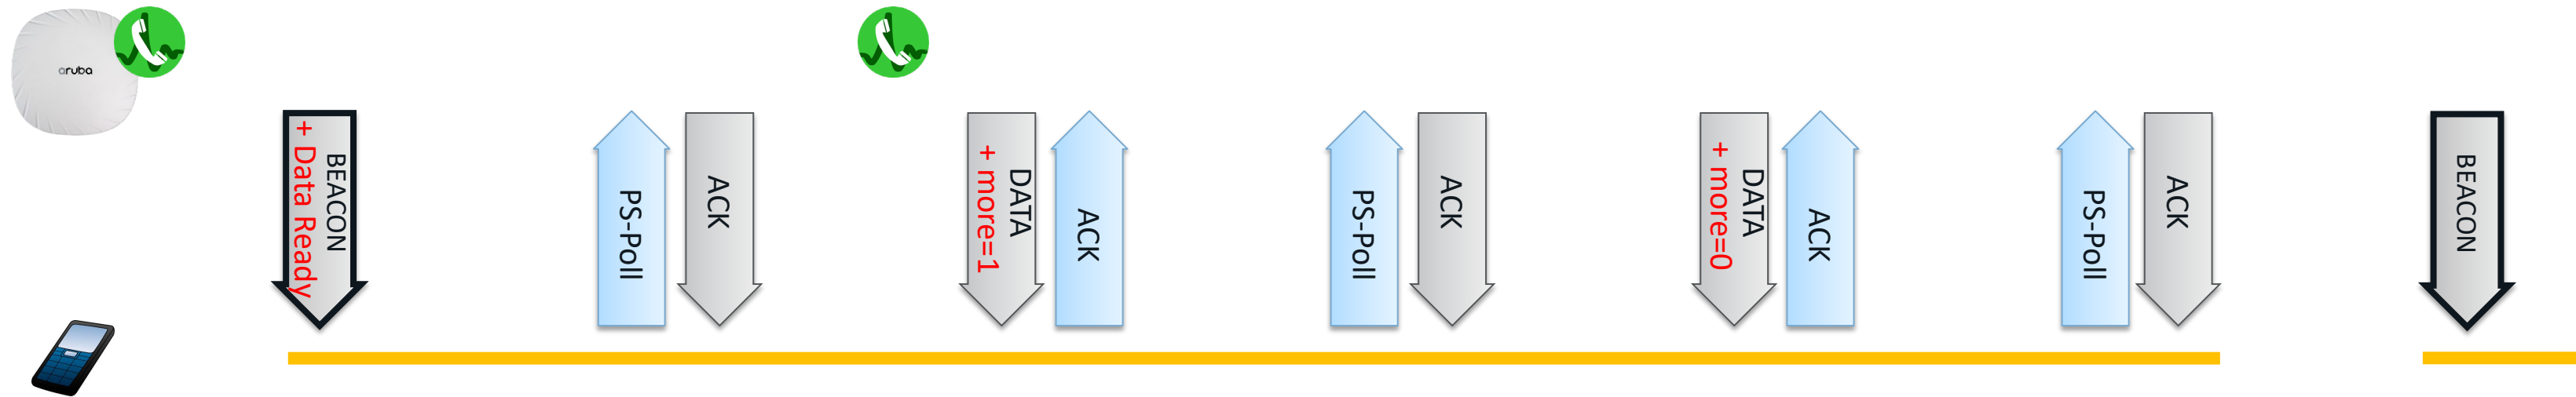 aruba
BEACON
+ Data Ready
PS-Poll
ACK
DATA
+ more=1
ACK
PS-Poll
ACK
DATA
+ more=0
ACK
PS-Poll
ACK
BEACON